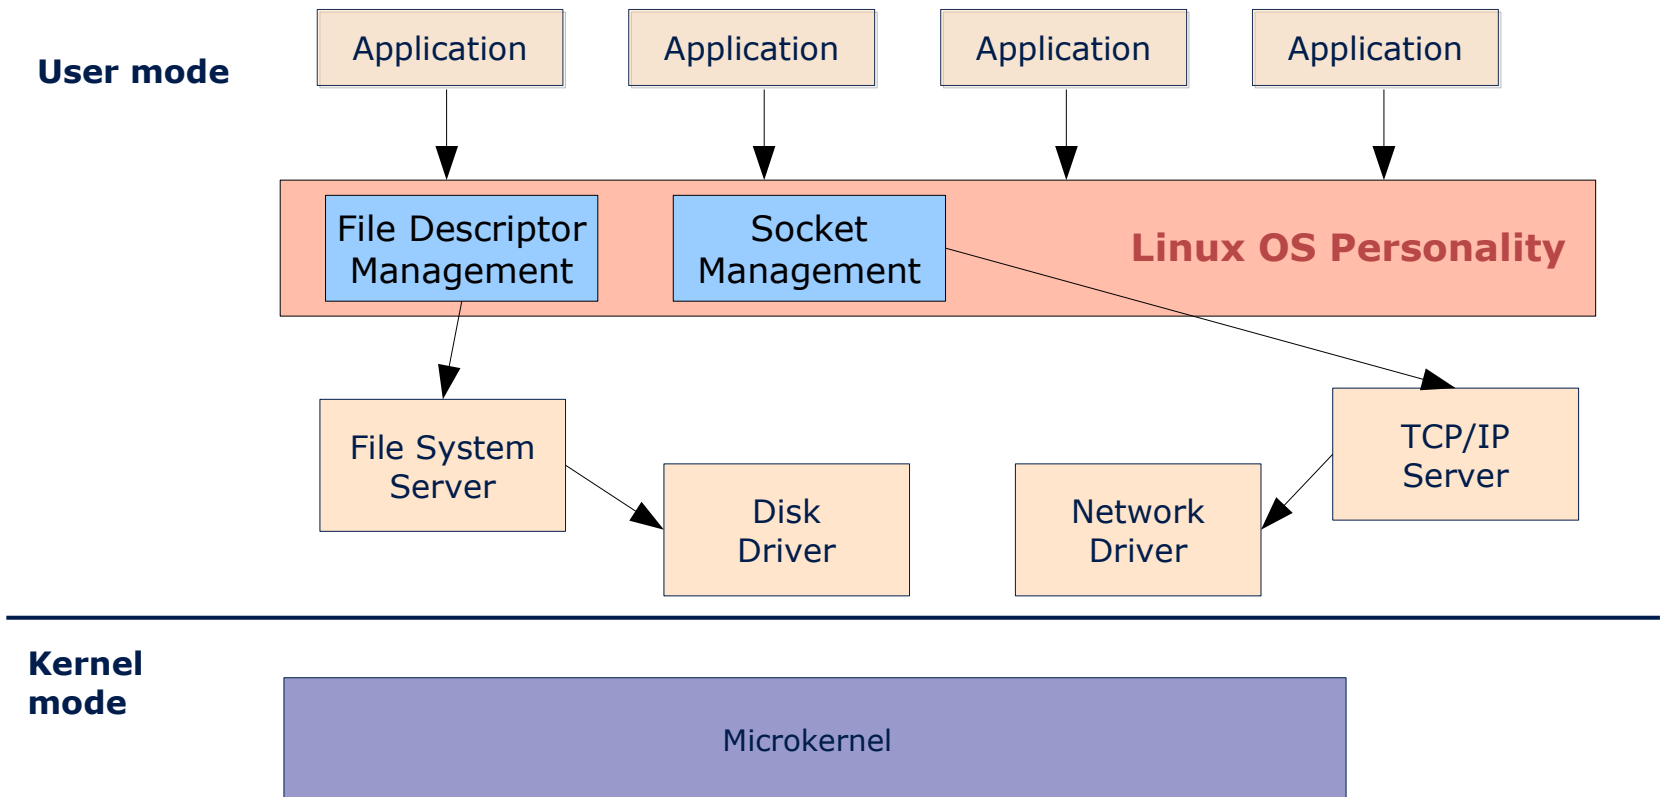 User mode
Application
Application
Application
Application
File Descriptor
Management
Socket
Management
Linux OS Personality
File System
Server
Disk
Driver
Network
Driver
TCP/IP
Server
Kernel
mode
Microkernel